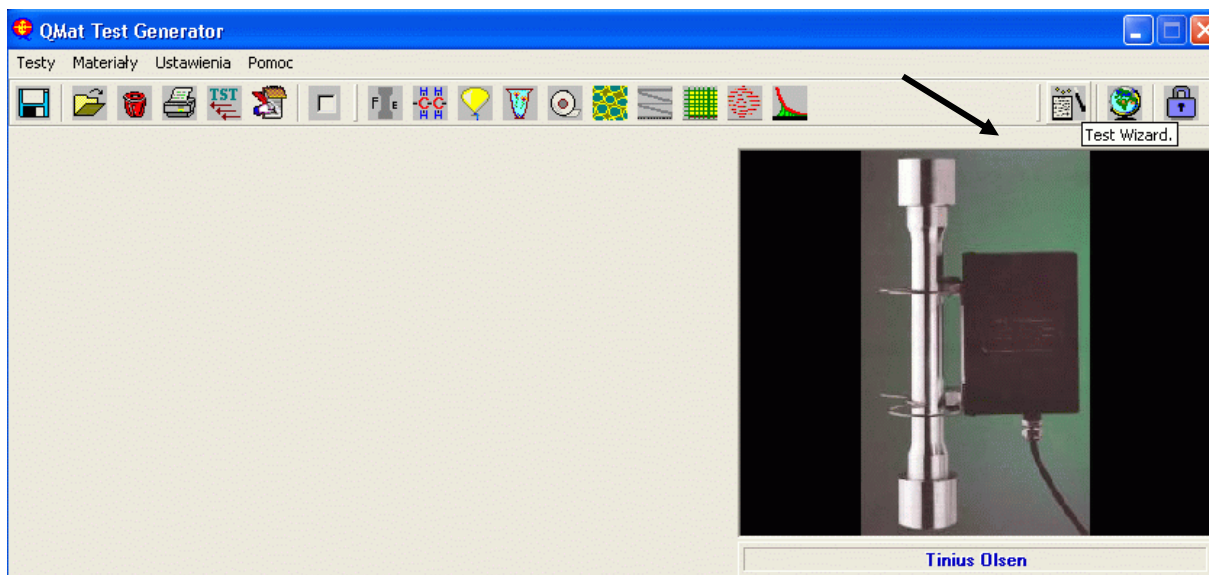 QMat Test Generator
Testy Materiały Ustawienia Pomoc
TST
F E
H H
-C-C
H H
Test Wizard.
Tinius Olsen